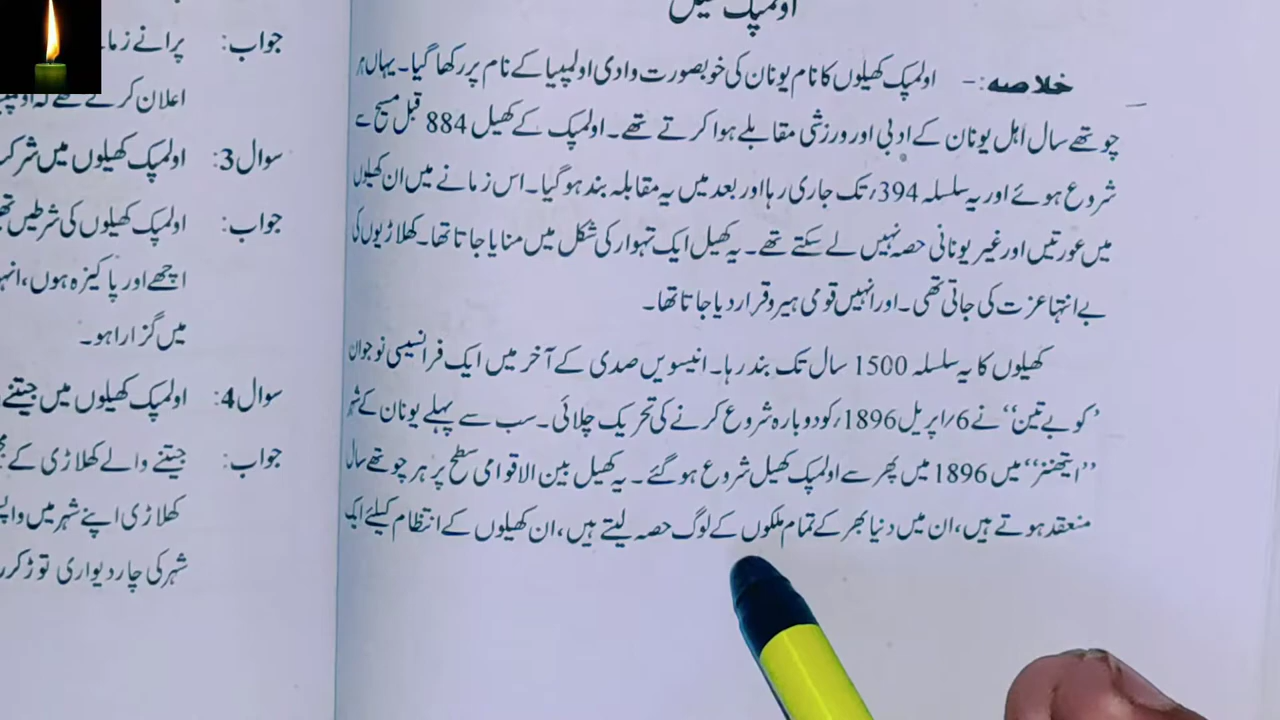 اولمپک کھیل
خلاصہ:- اولمپک کھیلوں کا نام یونان کی خوبصورت وادی اولمپیا کے نام پر رکھا گیا۔ یہاں ہر
چوتھے سال اہل یونان کے ادبی اور ورزشی مقابلے ہوا کرتے تھے۔ اولمپک کے کھیل 884 قبل مسیح سے
شروع ہوئے اور یہ سلسلہ 394ء تک جاری رہا اور بعد میں یہ مقابلہ بند ہو گیا۔ اس زمانے میں ان کھیلوں
میں عورتیں اور غیر یونانی حصہ نہیں لے سکتے تھے۔ یہ کھیل ایک تہوار کی شکل میں منایا جاتا تھا۔ کھلاڑیوں کی
بے انتہا عزت کی جاتی تھی۔ اور انہیں قومی ہیرو قرار دیا جاتا تھا۔
کھیلوں کا یہ سلسلہ 1500 سال تک بند رہا۔ انیسویں صدی کے آخر میں ایک فرانسیسی نوجوان
’کوبے تین‘‘ نے 6/اپریل 1896ء کو دوبارہ شروع کرنے کی تحریک چلائی۔ سب سے پہلے یونان کے شہر
’’ایتھنز‘‘ میں 1896 میں پھر سے اولمپک کھیل شروع ہو گئے۔ یہ کھیل بین الاقوامی سطح پر ہر چوتھے سال
منعقد ہوتے ہیں، ان میں دنیا بھر کے تمام ملکوں کے لوگ حصہ لیتے ہیں، ان کھیلوں کے انتظام کیلئے ایک
جواب: پرانے زما
اعلان کرتے تھے کہ اولمپ
سوال 3: اولمپک کھیلوں میں شرک
جواب: اولمپک کھیلوں کی شرطیں تھ
اچھے اور پاکیزہ ہوں، انہ
میں گزارا ہو۔
سوال 4: اولمپک کھیلوں میں جیتنے
جواب: جیتنے والے کھلاڑی کے
کھلاڑی اپنے شہر میں واپس
شہر کی چار دیواری توڑ کر